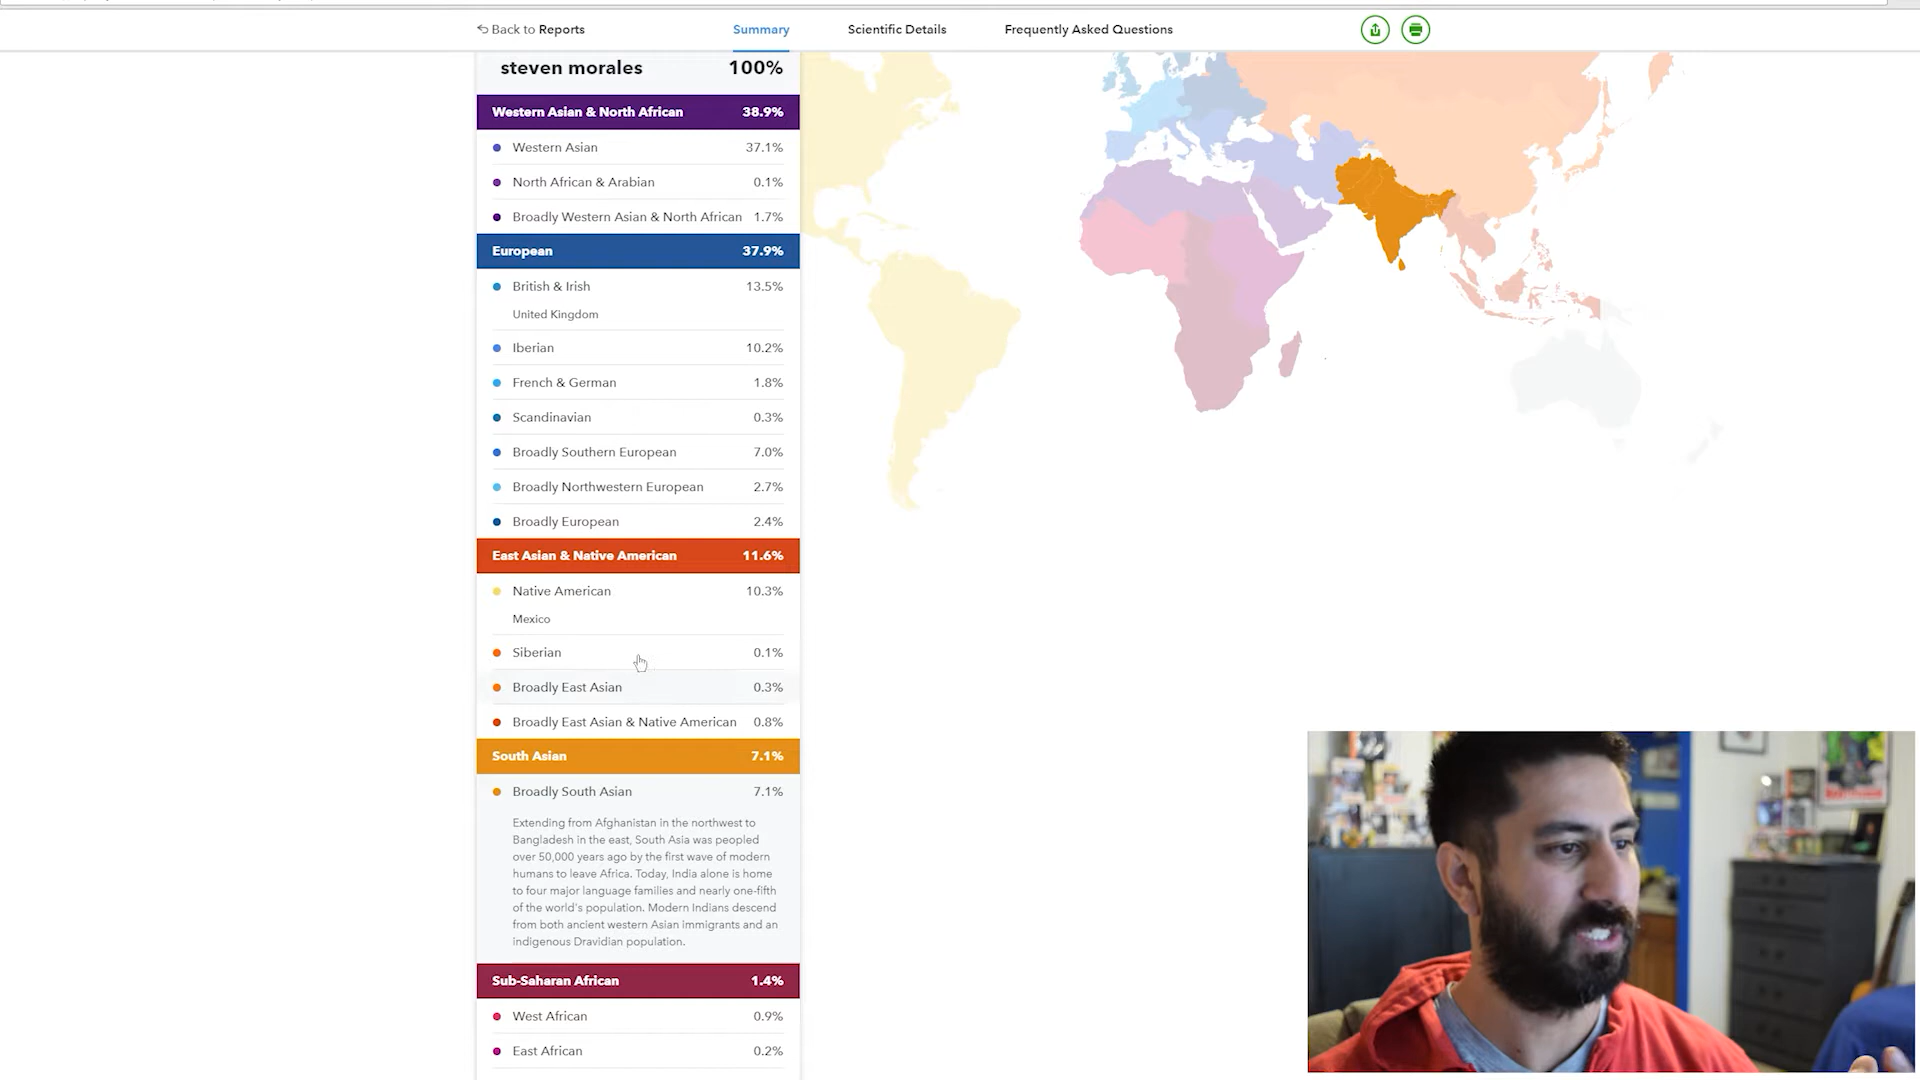 Back to Reports
Summary
Scientific Details
Frequently Asked Questions
steven morales 100%
Western Asian & North African 38.9%
Western Asian 37.1%
North African & Arabian 0.1%
Broadly Western Asian & North African 1.7%
European 37.9%
British & Irish 13.5%
United Kingdom
Iberian 10.2%
French & German 1.8%
Scandinavian 0.3%
Broadly Southern European 7.0%
Broadly Northwestern European 2.7%
Broadly European 2.4%
East Asian & Native American 11.6%
Native American 10.3%
Mexico
Siberian 0.1%
Broadly East Asian 0.3%
Broadly East Asian & Native American 0.8%
South Asian 7.1%
Broadly South Asian 7.1%
Extending from Afghanistan in the northwest to
Bangladesh in the east, South Asia was peopled
over 50,000 years ago by the first wave of modern
humans to leave Africa. Today, India alone is home
to four major language families and nearly one-fifth
of the world's population. Modern Indians descend
from both ancient western Asian immigrants and an
indigenous Dravidian population.
Sub-Saharan African 1.4%
West African 0.9%
East African 0.2%